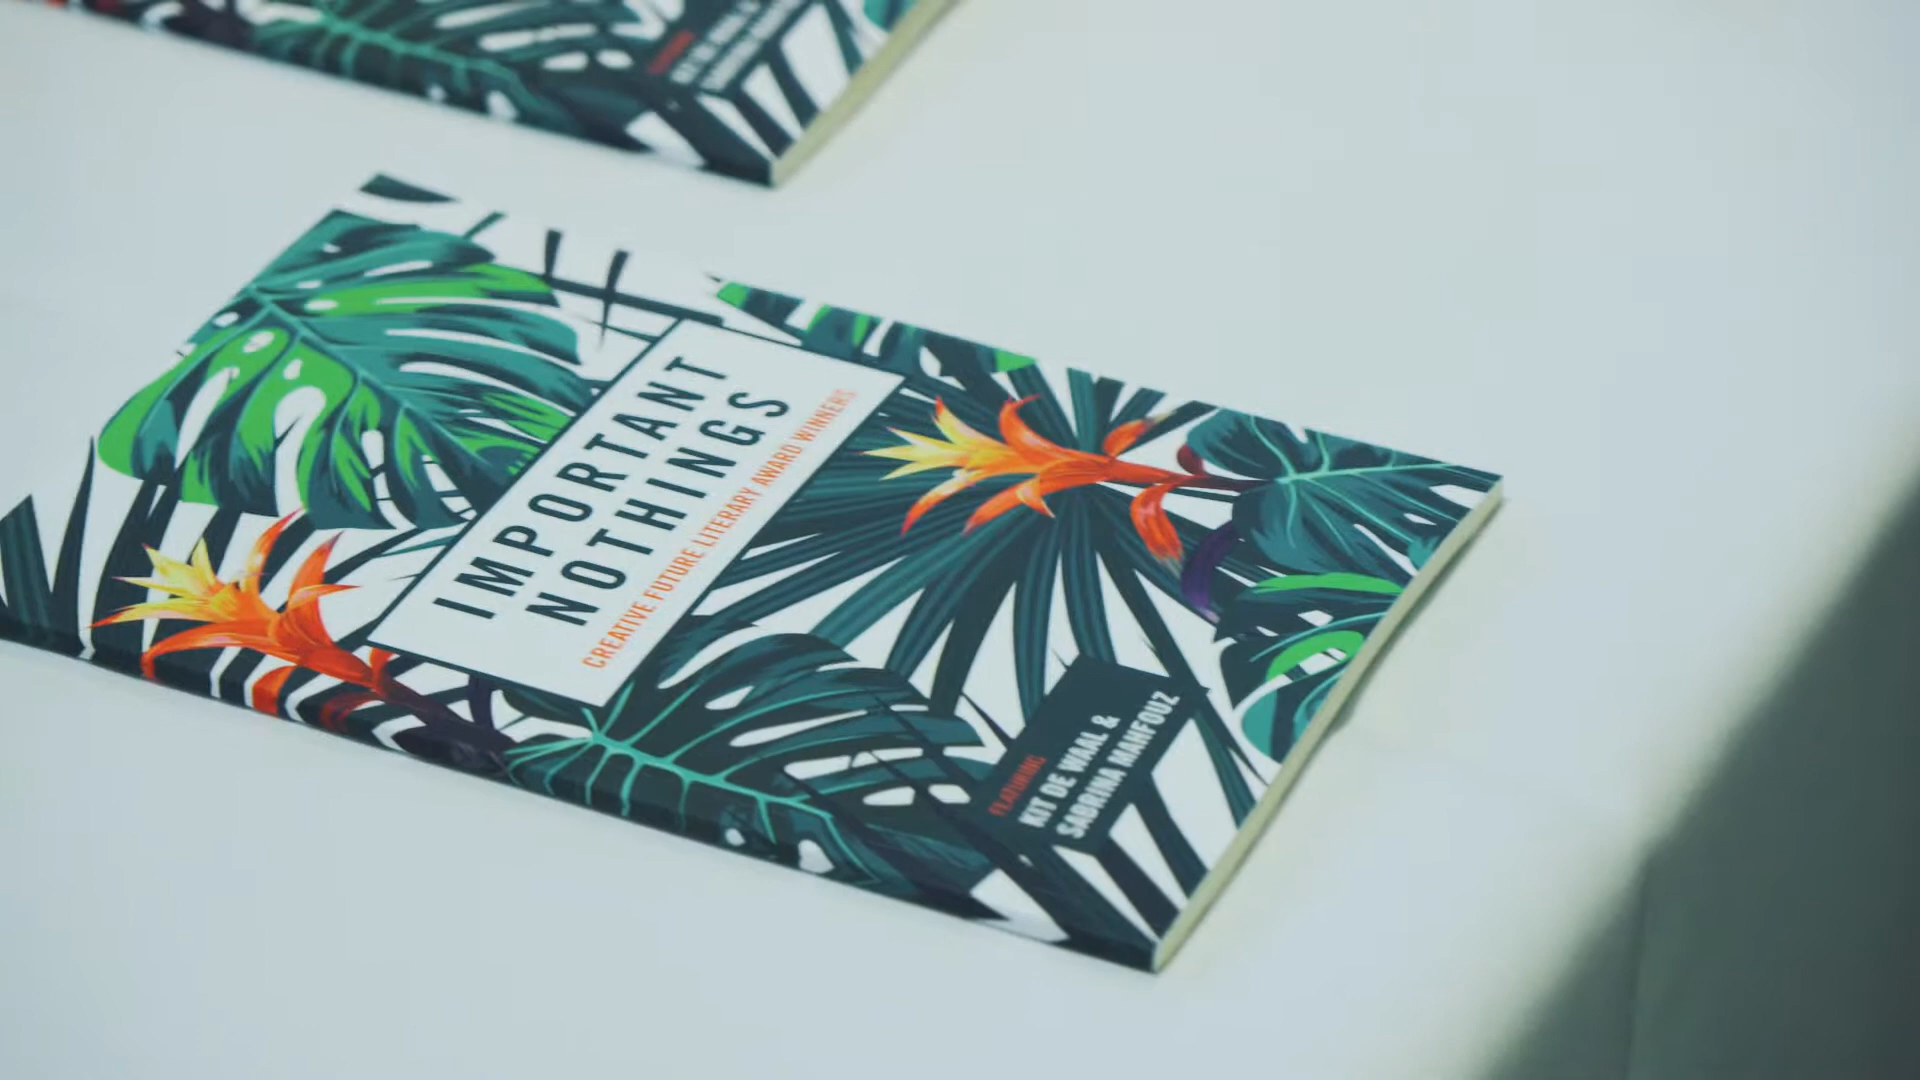 IMPORTANT
NOTHINGS
CREATIVE FUTURE LITERARY AWARD WINNERS
FEATURING
KIT DE WAAL &
SABRINA MAHFOUZ